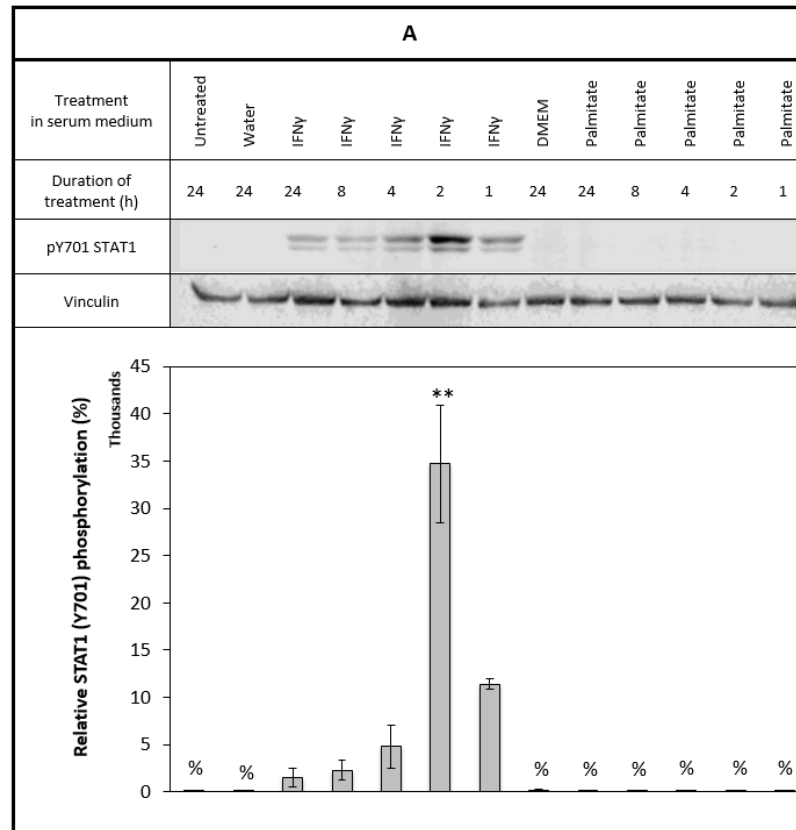 A
Treatment
in serum medium
Untreated
Water
IFNγ
IFNγ
IFNγ
IFNγ
IFNγ
DMEM
Palmitate
Palmitate
Palmitate
Palmitate
Palmitate
Duration of
treatment (h)
24 24 24 8 4 2 1 24 24 8 4 2 1
pY701 STAT1
Vinculin
Relative STAT1 (Y701) phosphorylation (%)
Thousands
45
40
35
30
25
20
15
10
5
0
**
% % % % % % % %